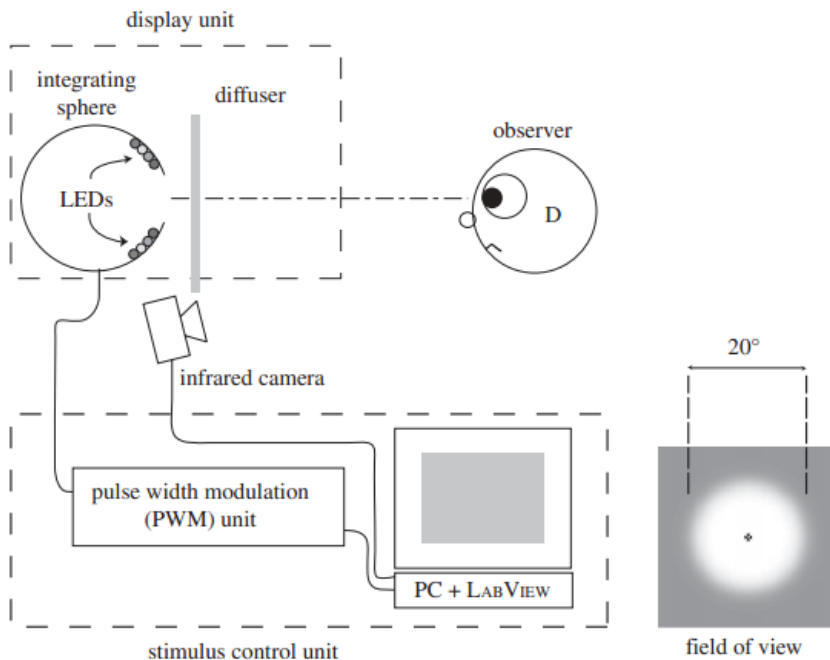 display unit
integrating
sphere
diffuser
observer
LEDs
D
infrared camera
20°
pulse width modulation
(PWM) unit
PC + LABVIEW
stimulus control unit
field of view